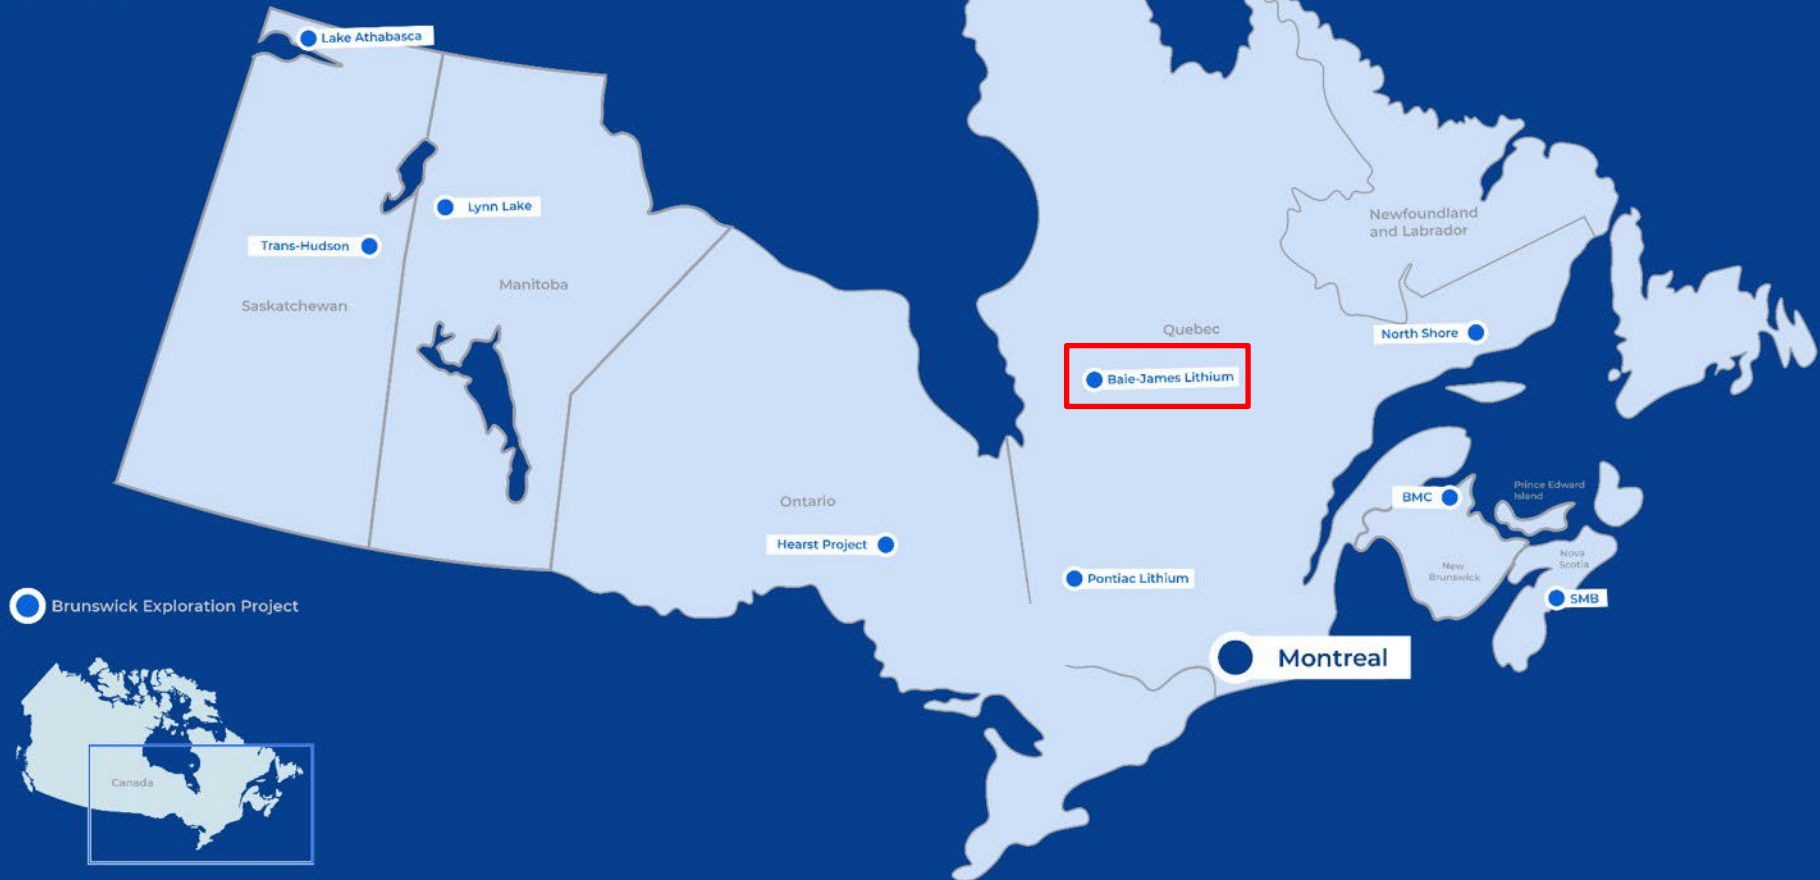 Lake Athabasca
Lynn Lake
Trans-Hudson
Manitoba
Saskatchewan
Newfoundland
and Labrador
Quebec
North Shore
Baie-James Lithium
Ontario
BMC
Prince Edward
Island
Hearst Project
Pontiac Lithium
New
Brunswick
Nova
Scotia
SMB
Brunswick Exploration Project
Montreal
Canada